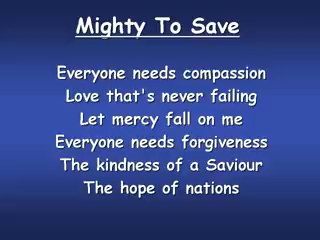 Mighty To Save
Everyone needs compassion
Love that's never failing
Let mercy fall on me
Everyone needs forgiveness
The kindness of a Saviour
The hope of nations